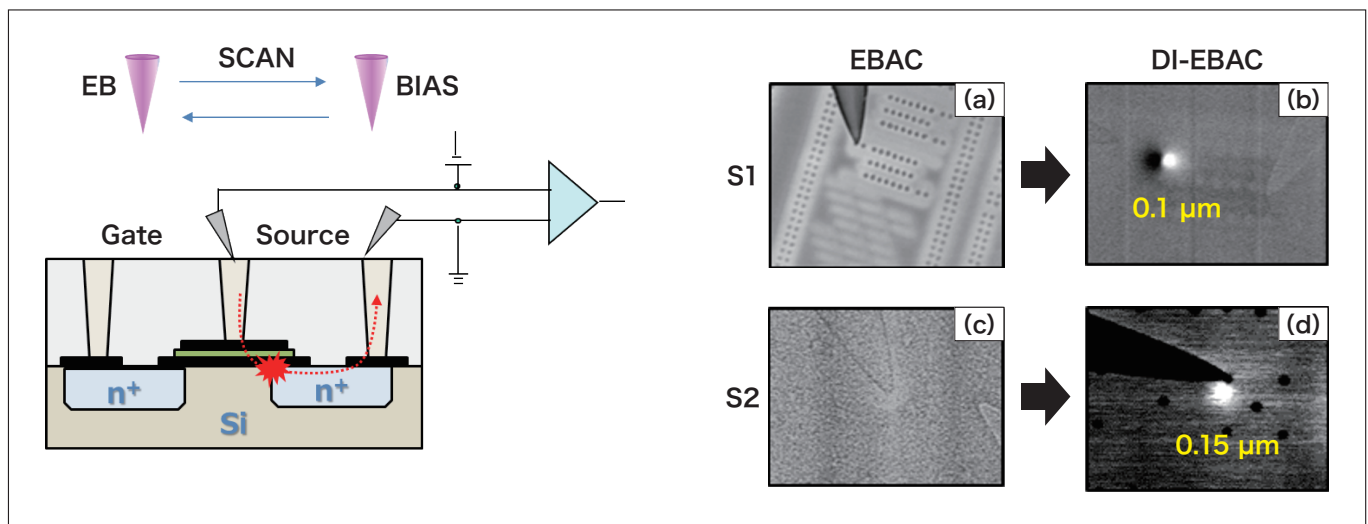 SCAN
EB
BIAS
Gate
Source
n+
n+
Si
EBAC
DI-EBAC
S1
(a)
(b)
0.1 µm
S2
(c)
(d)
0.15 µm